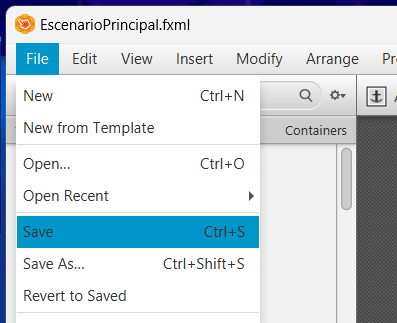 EscenarioPrincipal.fxml
File Edit View Insert Modify Arrange
New Ctrl+N
New from Template
Containers
Open... Ctrl+O
Open Recent
Save Ctrl+S
Save As... Ctrl+Shift+S
Revert to Saved